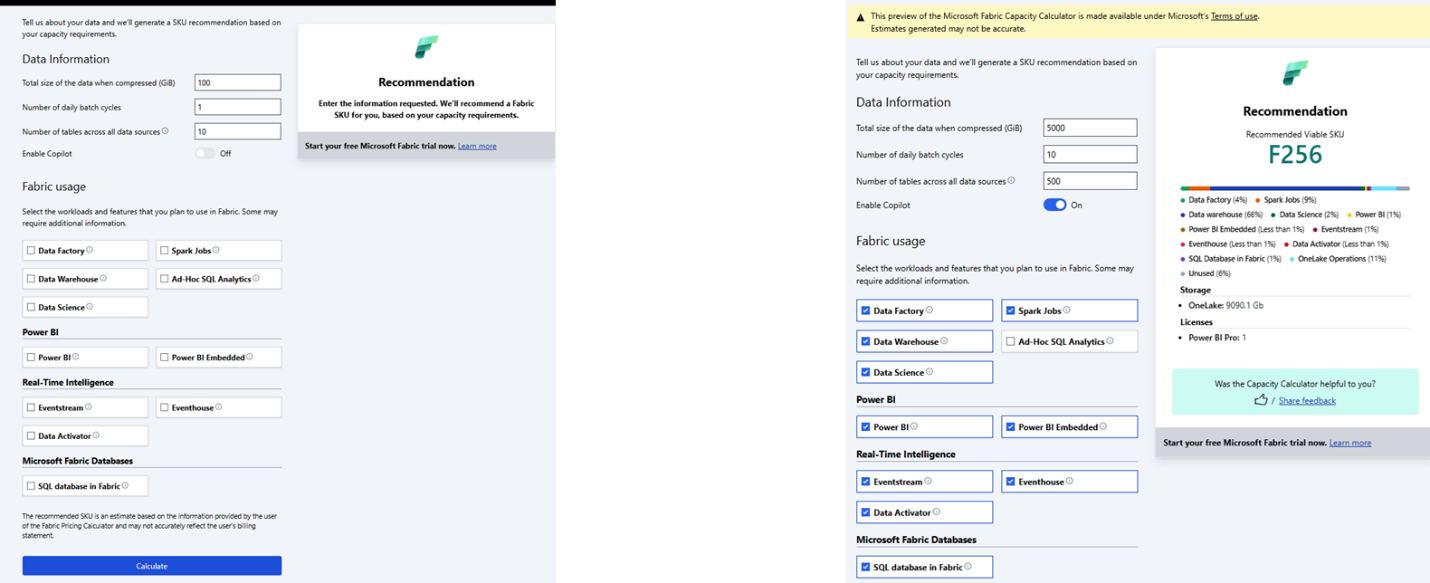 Tell us about your data and we'll generate a SKU recommendation based on
your capacity requirements.
Data Information
Total size of the data when compressed (GiB)
100
Number of daily batch cycles
1
Number of tables across all data sources
10
Enable Copilot
Off
Fabric usage
Select the workloads and features that you plan to use in Fabric. Some may
require additional information.
Data Factory
Spark Jobs
Data Warehouse
Ad-Hoc SQL Analytics
Data Science
Power BI
Power BI
Power BI Embedded
Real-Time Intelligence
Eventstream
Eventhouse
Data Activator
Microsoft Fabric Databases
SQL database in Fabric
The recommended SKU is an estimate based on the information provided by the user
of the Fabric Pricing Calculator and may not accurately reflect the user's billing
statement.
Calculate
Recommendation
Enter the information requested. We'll recommend a Fabric
SKU for you, based on your capacity requirements.
Start your free Microsoft Fabric trial now. Learn more
This preview of the Microsoft Fabric Capacity Calculator is made available under Microsoft's Terms of use.
Estimates generated may not be accurate.
Tell us about your data and we'll generate a SKU recommendation based on
your capacity requirements.
Data Information
Total size of the data when compressed (GiB)
5000
Number of daily batch cycles
10
Number of tables across all data sources
500
Enable Copilot
On
Fabric usage
Select the workloads and features that you plan to use in Fabric. Some may
require additional information.
Data Factory
Spark Jobs
Data Warehouse
Ad-Hoc SQL Analytics
Data Science
Power BI
Power BI
Power BI Embedded
Real-Time Intelligence
Eventstream
Eventhouse
Data Activator
Microsoft Fabric Databases
SQL database in Fabric
Recommendation
Recommended Viable SKU
F256
Data Factory (4%) Spark Jobs (9%)
Data warehouse (66%) Data Science (2%) Power BI (1%)
Power BI Embedded (Less than 1%) Eventstream (1%)
Eventhouse (Less than 1%) Data Activator (Less than 1%)
SQL Database in Fabric (1%) OneLake Operations (11%)
Unused (6%)
Storage
• OneLake: 9090.1 Gb
Licenses
• Power BI Pro: 1
Was the Capacity Calculator helpful to you?
/ Share feedback
Start your free Microsoft Fabric trial now. Learn more